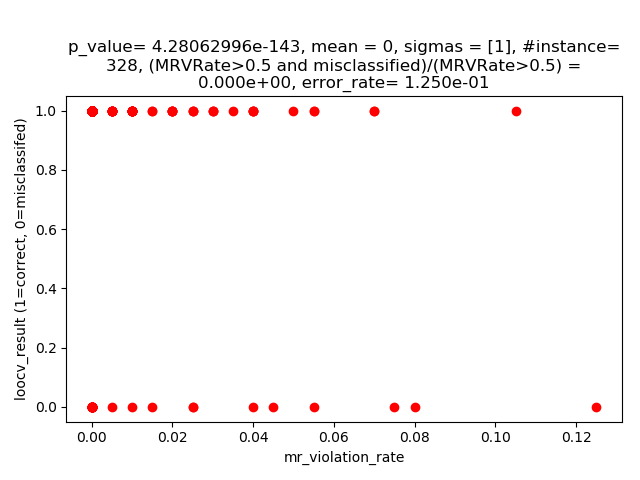 p_value= 4.28062996e-143, mean = 0, sigmas = [1], #instance=
328, (MRVRate>0.5 and misclassified)/(MRVRate>0.5) =
0.000e+00, error_rate= 1.250e-01
1.0
0.8
0.6
0.4
0.2
0.0
loocv_result (1=correct, 0=misclassifed)
0.00 0.02 0.04 0.06 0.08 0.10 0.12
mr_violation_rate